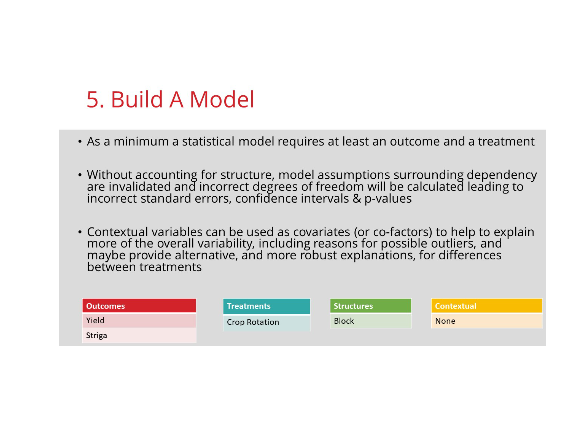 5. Build A Model
• As a minimum a statistical model requires at least an outcome and a treatment
• Without accounting for structure, model assumptions surrounding dependency
are invalidated and incorrect degrees of freedom will be calculated leading to
incorrect standard errors, confidence intervals & p-values
• Contextual variables can be used as covariates (or co-factors) to help to explain
more of the overall variability, including reasons for possible outliers, and
maybe provide alternative, and more robust explanations, for differences
between treatments
Outcomes
Yield
Striga
Treatments
Crop Rotation
Structures
Block
Contextual
None